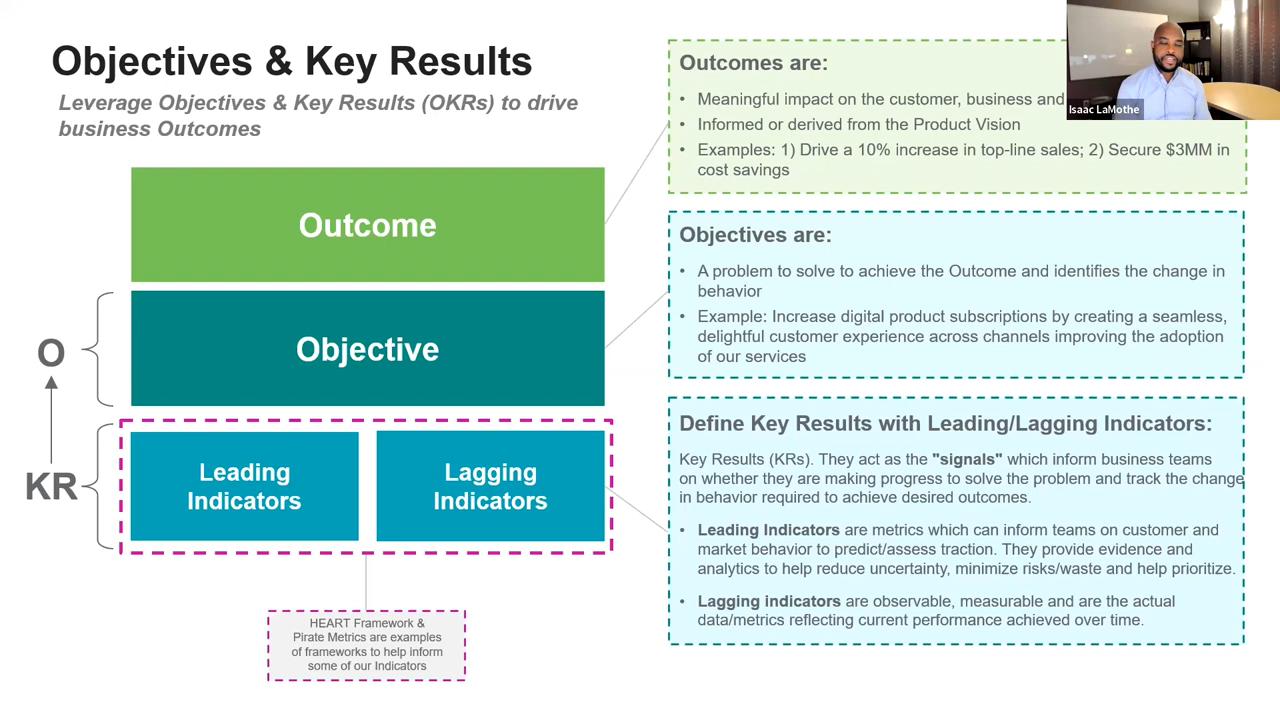 Objectives & Key Results
Leverage Objectives & Key Results (OKRs) to drive
business Outcomes
Outcome
Objective
O
KR
Leading
Indicators
Lagging
Indicators
HEART Framework &
Pirate Metrics are examples
of frameworks to help inform
some of our Indicators
Outcomes are:
• Meaningful impact on the customer, business and
• Informed or derived from the Product Vision
• Examples: 1) Drive a 10% increase in top-line sales; 2) Secure $3MM in
cost savings
Isaac LaMothe
Objectives are:
• A problem to solve to achieve the Outcome and identifies the change in
behavior
• Example: Increase digital product subscriptions by creating a seamless,
delightful customer experience across channels improving the adoption
of our services
Define Key Results with Leading/Lagging Indicators:
Key Results (KRs). They act as the "signals" which inform business teams
on whether they are making progress to solve the problem and track the change
in behavior required to achieve desired outcomes.
• Leading Indicators are metrics which can inform teams on customer and
market behavior to predict/assess traction. They provide evidence and
analytics to help reduce uncertainty, minimize risks/waste and help prioritize.
• Lagging indicators are observable, measurable and are the actual
data/metrics reflecting current performance achieved over time.